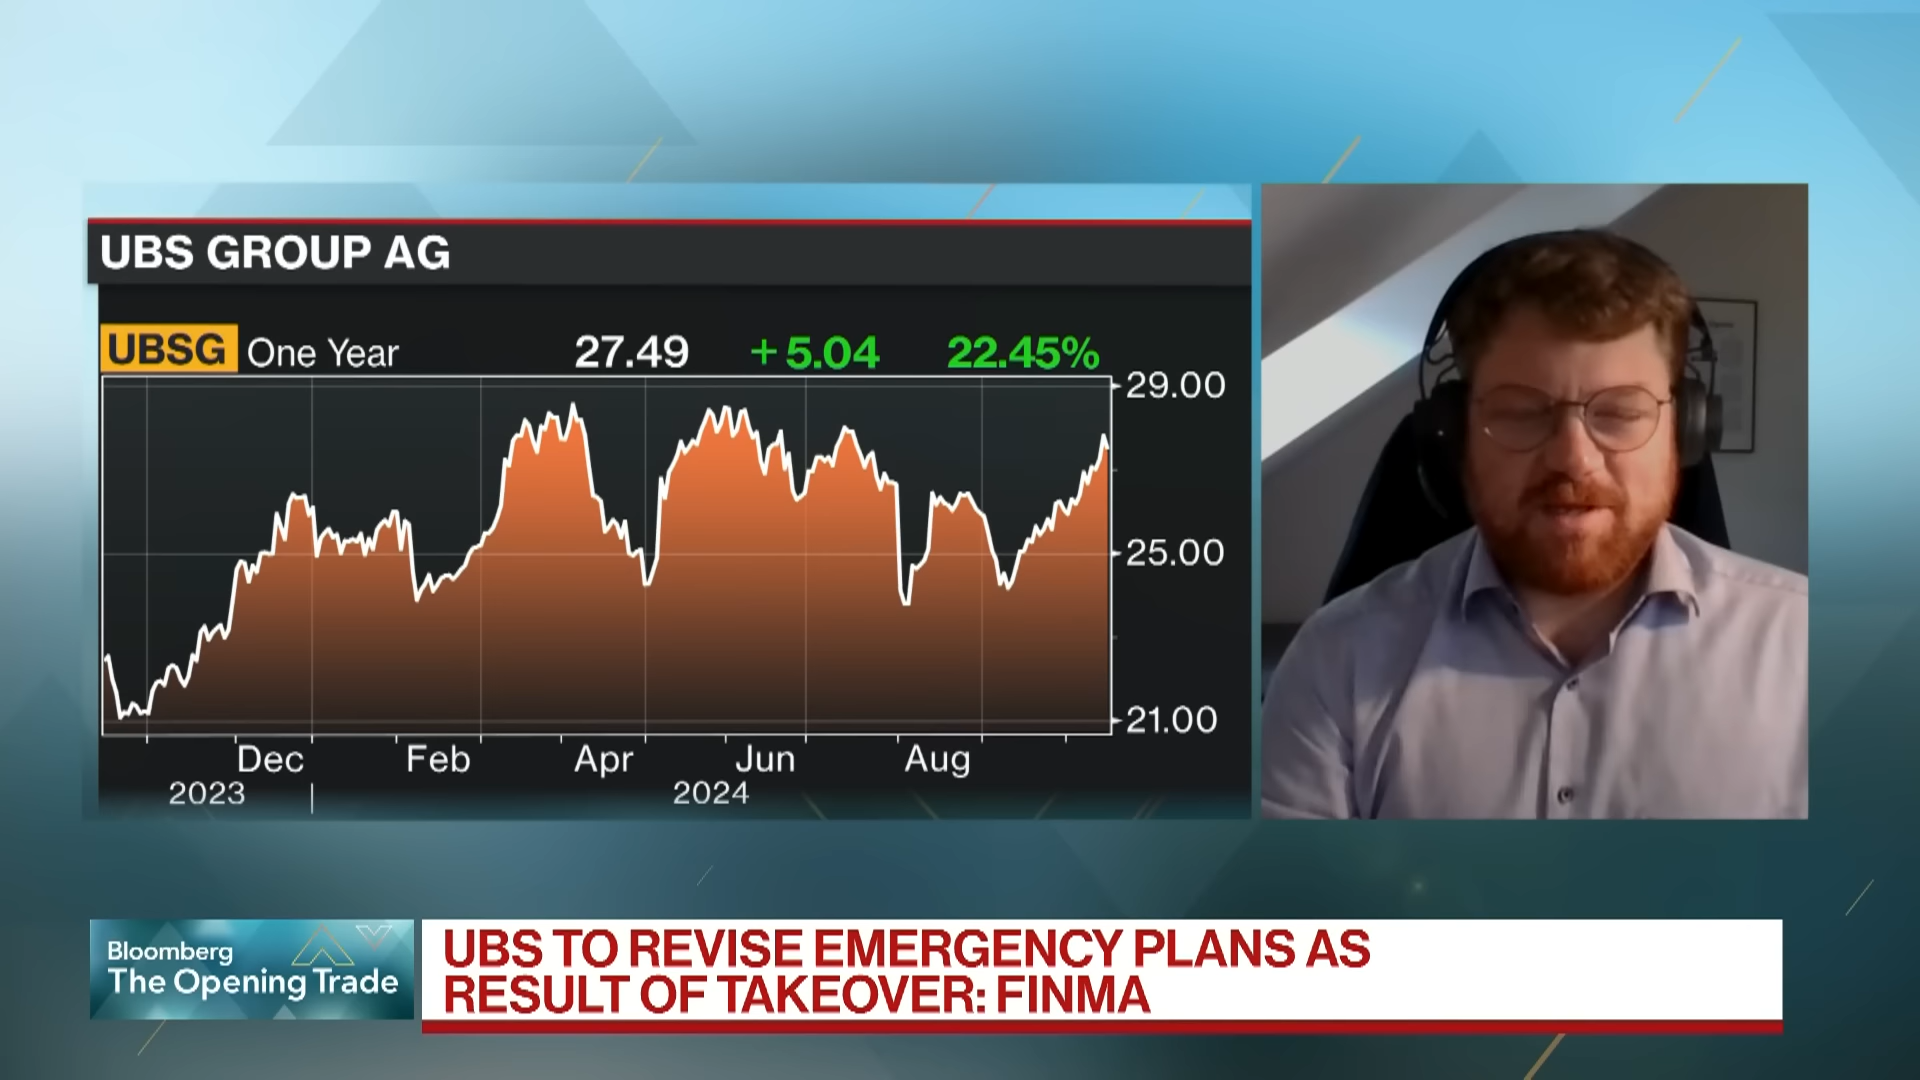 UBS GROUP AG
UBSG One Year 27.49 +5.04 22.45%
29.00
25.00
21.00
Dec Feb Apr Jun Aug
2023 2024
Bloomberg
The Opening Trade
UBS TO REVISE EMERGENCY PLANS AS
RESULT OF TAKEOVER: FINMA